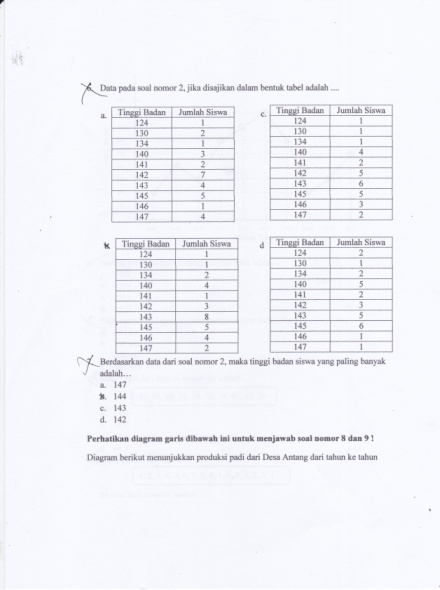 6. Data pada soal nomor 2, jika disajikan dalam bentuk tabel adalah ....
a.
Tinggi Badan Jumlah Siswa
124 1
130 2
134 1
140 3
141 2
142 7
143 4
145 5
146 1
147 4
c.
Tinggi Badan Jumlah Siswa
124 1
130 1
134 1
140 4
141 2
142 5
143 6
145 5
146 3
147 2
Tinggi Badan Jumlah Siswa
124 1
130 1
134 2
140 4
141 1
142 3
143 8
145 5
146 4
147 2
d
Tinggi Badan Jumlah Siswa
124 2
130 1
134 2
140 5
141 2
142 3
143 5
145 6
146 1
147 1
7. Berdasarkan data dari soal nomor 2, maka tinggi badan siswa yang paling banyak
adalah...
a. 147
144
c. 143
d. 142
Perhatikan diagram garis dibawah ini untuk menjawab soal nomor 8 dan 9 !
Diagram berikut menunjukkan produksi padi dari Desa Antang dari tahun ke tahun